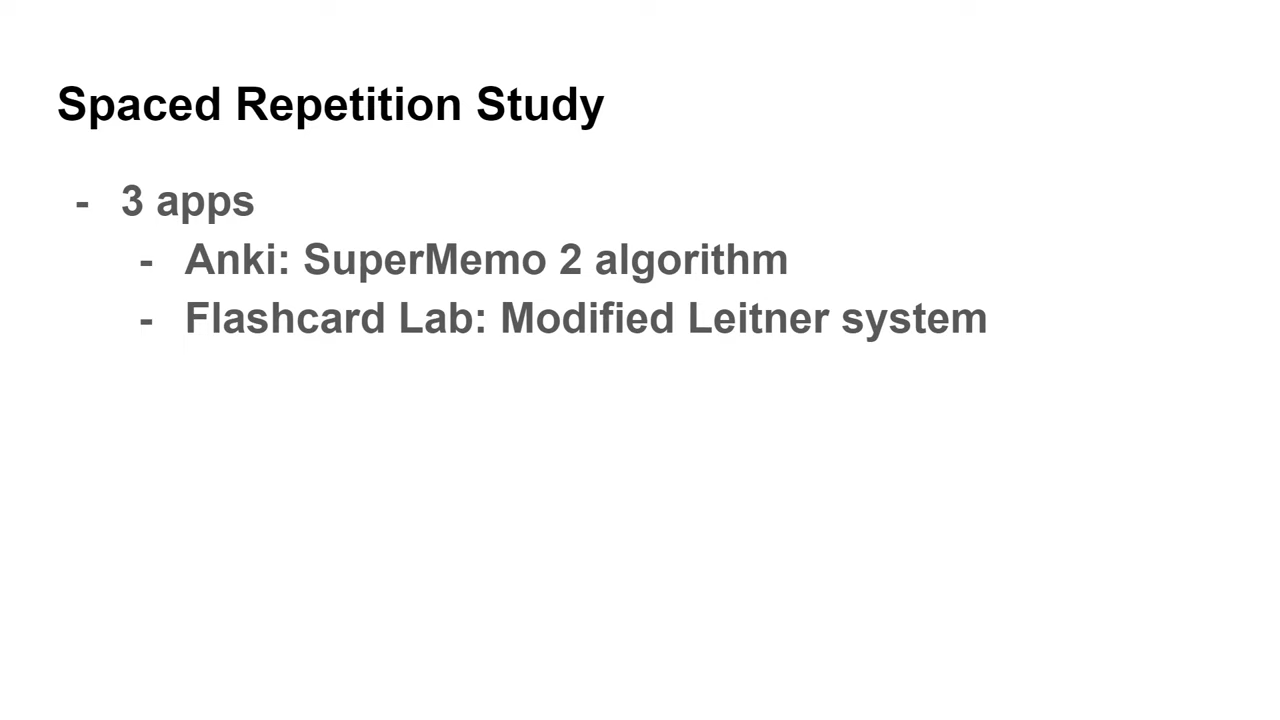 Spaced Repetition Study
- 3 apps
- Anki: SuperMemo 2 algorithm
- Flashcard Lab: Modified Leitner system